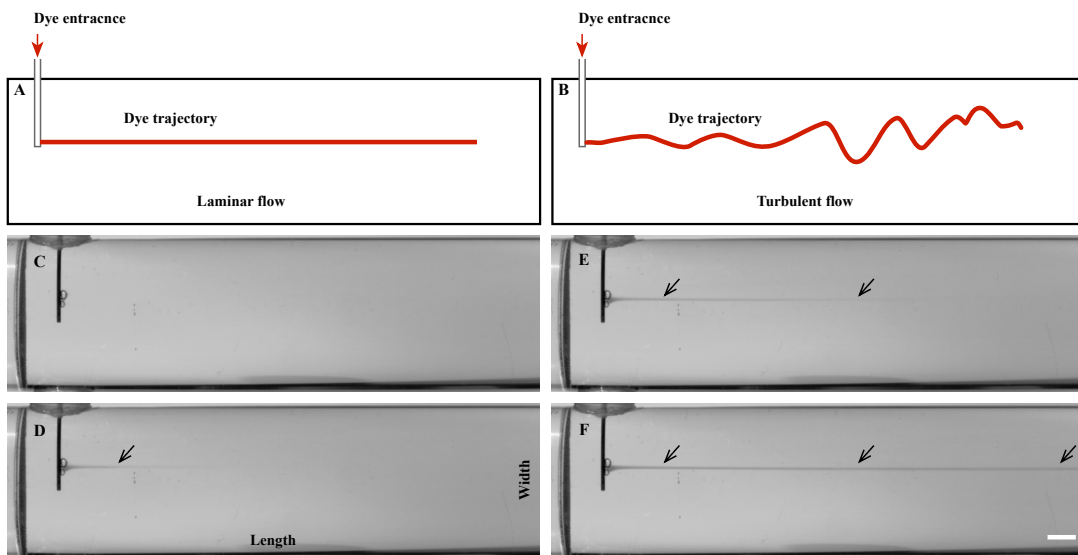 Dye entracnce
A
Dye trajectory
Laminar flow
Dye entracnce
B
Dye trajectory
Turbulent flow
C
D
Width
Length
E
F